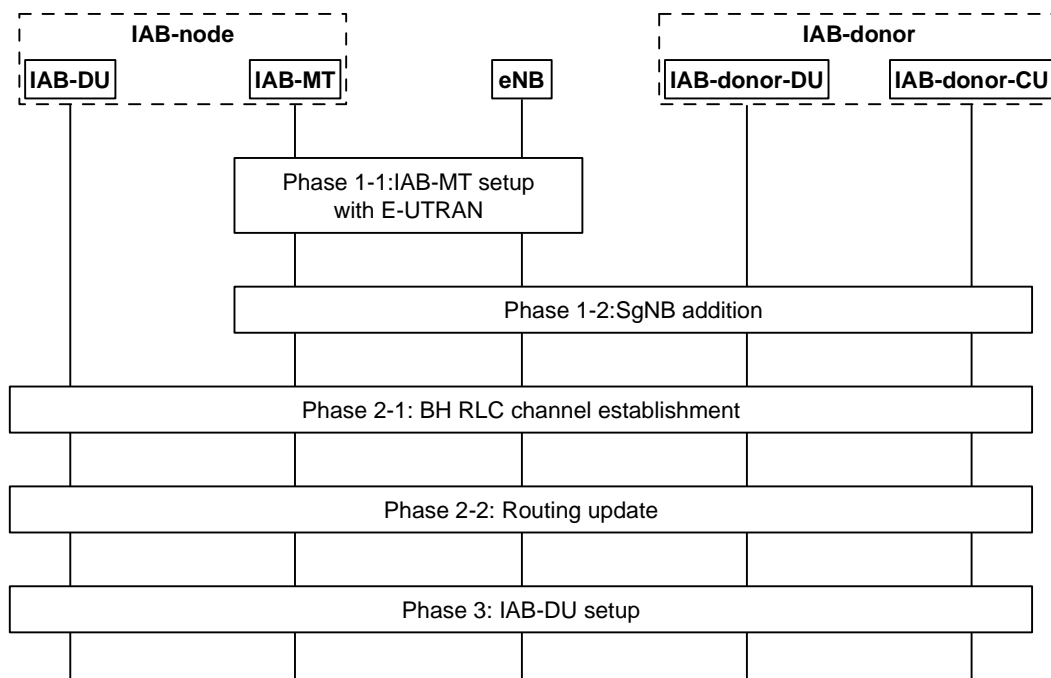 IAB-node
IAB-donor
IAB-DU
IAB-MT
eNB
IAB-donor-DU
IAB-donor-CU
Phase 1-1:IAB-MT setup
with E-UTRAN
Phase 1-2:SgNB addition
Phase 2-1: BH RLC channel establishment
Phase 2-2: Routing update
Phase 3: IAB-DU setup